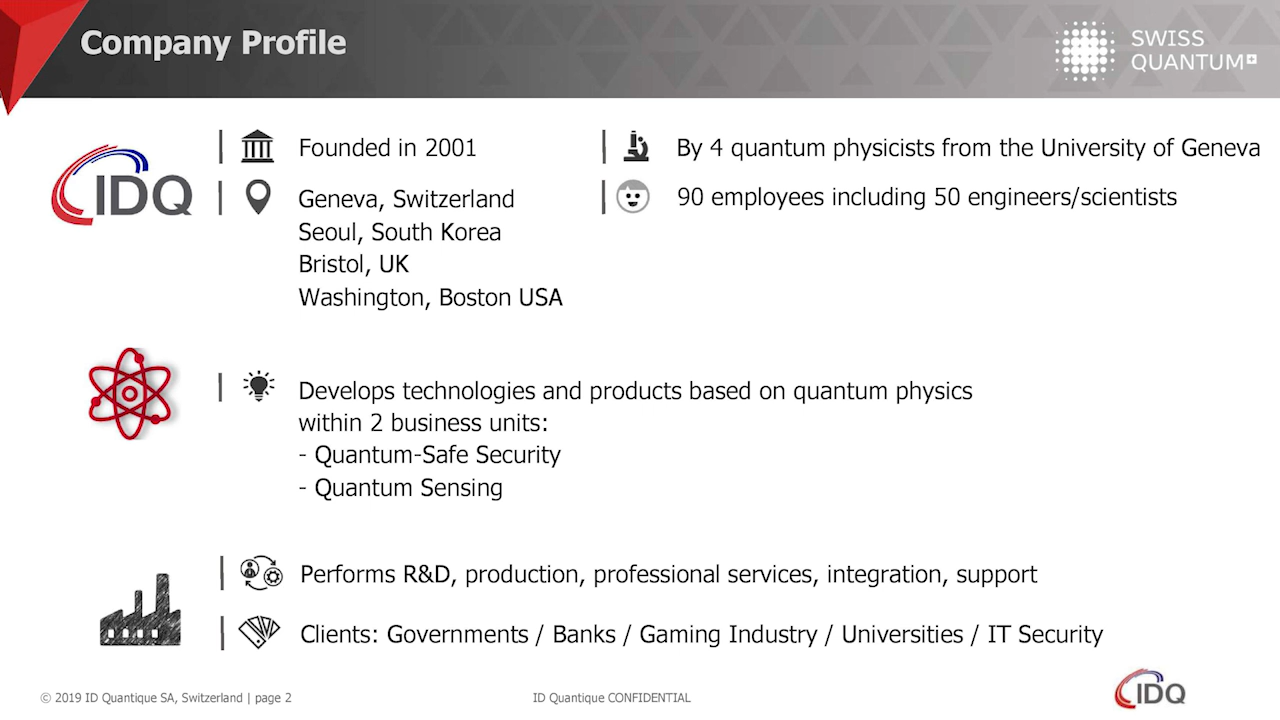 Company Profile
SWISS
QUANTUM
IDQ
Founded in 2001
By 4 quantum physicists from the University of Geneva
Geneva, Switzerland
Seoul, South Korea
Bristol, UK
Washington, Boston USA
90 employees including 50 engineers/scientists
Develops technologies and products based on quantum physics
within 2 business units:
- Quantum-Safe Security
- Quantum Sensing
Performs R&D, production, professional services, integration, support
Clients: Governments / Banks / Gaming Industry / Universities / IT Security
© 2019 ID Quantique SA, Switzerland | page 2
ID Quantique CONFIDENTIAL
IDQ